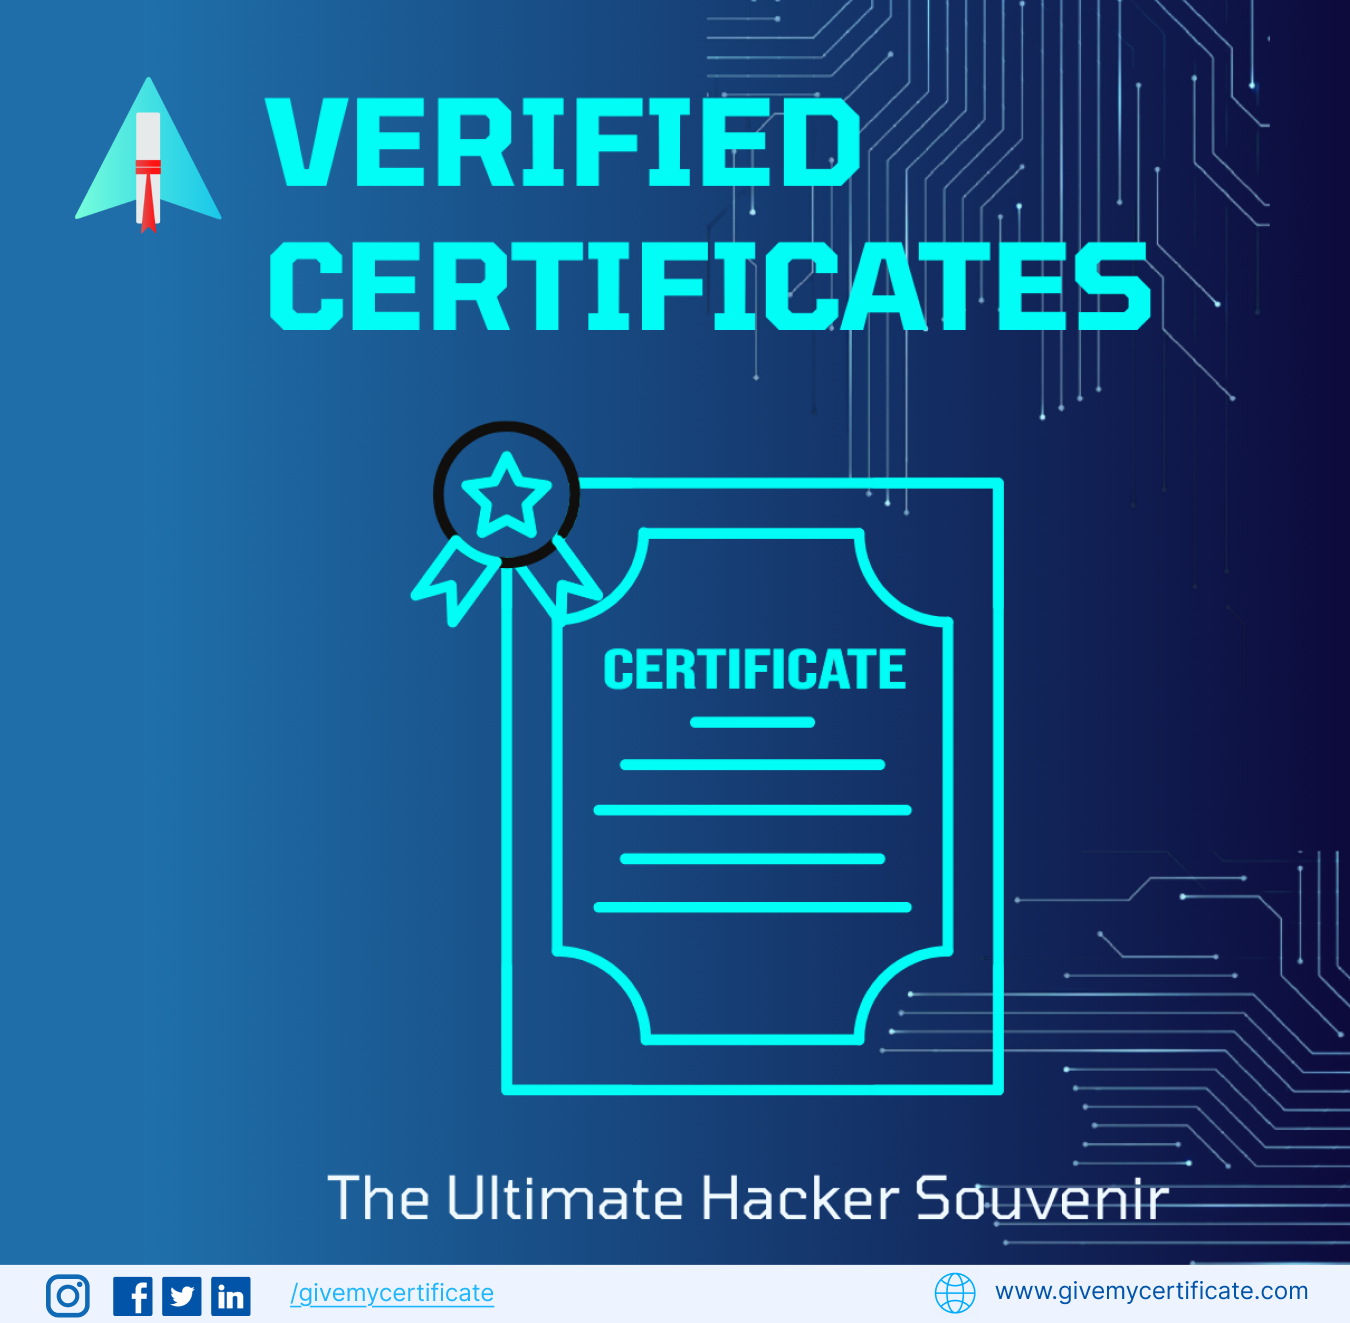 VERIFIED
CERTIFICATES
CERTIFICATE
The Ultimate Hacker Souvenir
/givemycertificate
www.givemycertificate.com